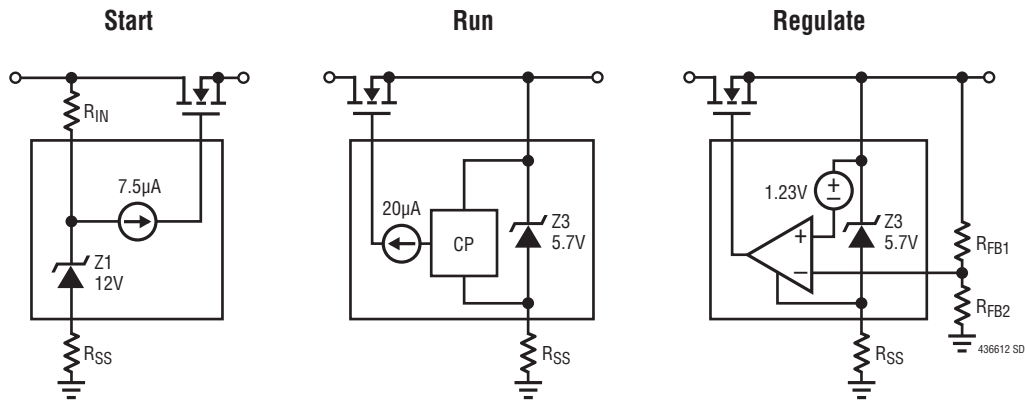 Start
R_IN
7.5µA
Z1
12V
R_SS
Run
20µA
CP
Z3
5.7V
R_SS
Regulate
1.23V
+
–
+
–
Z3
5.7V
R_FB1
R_FB2
R_SS
436612 SD